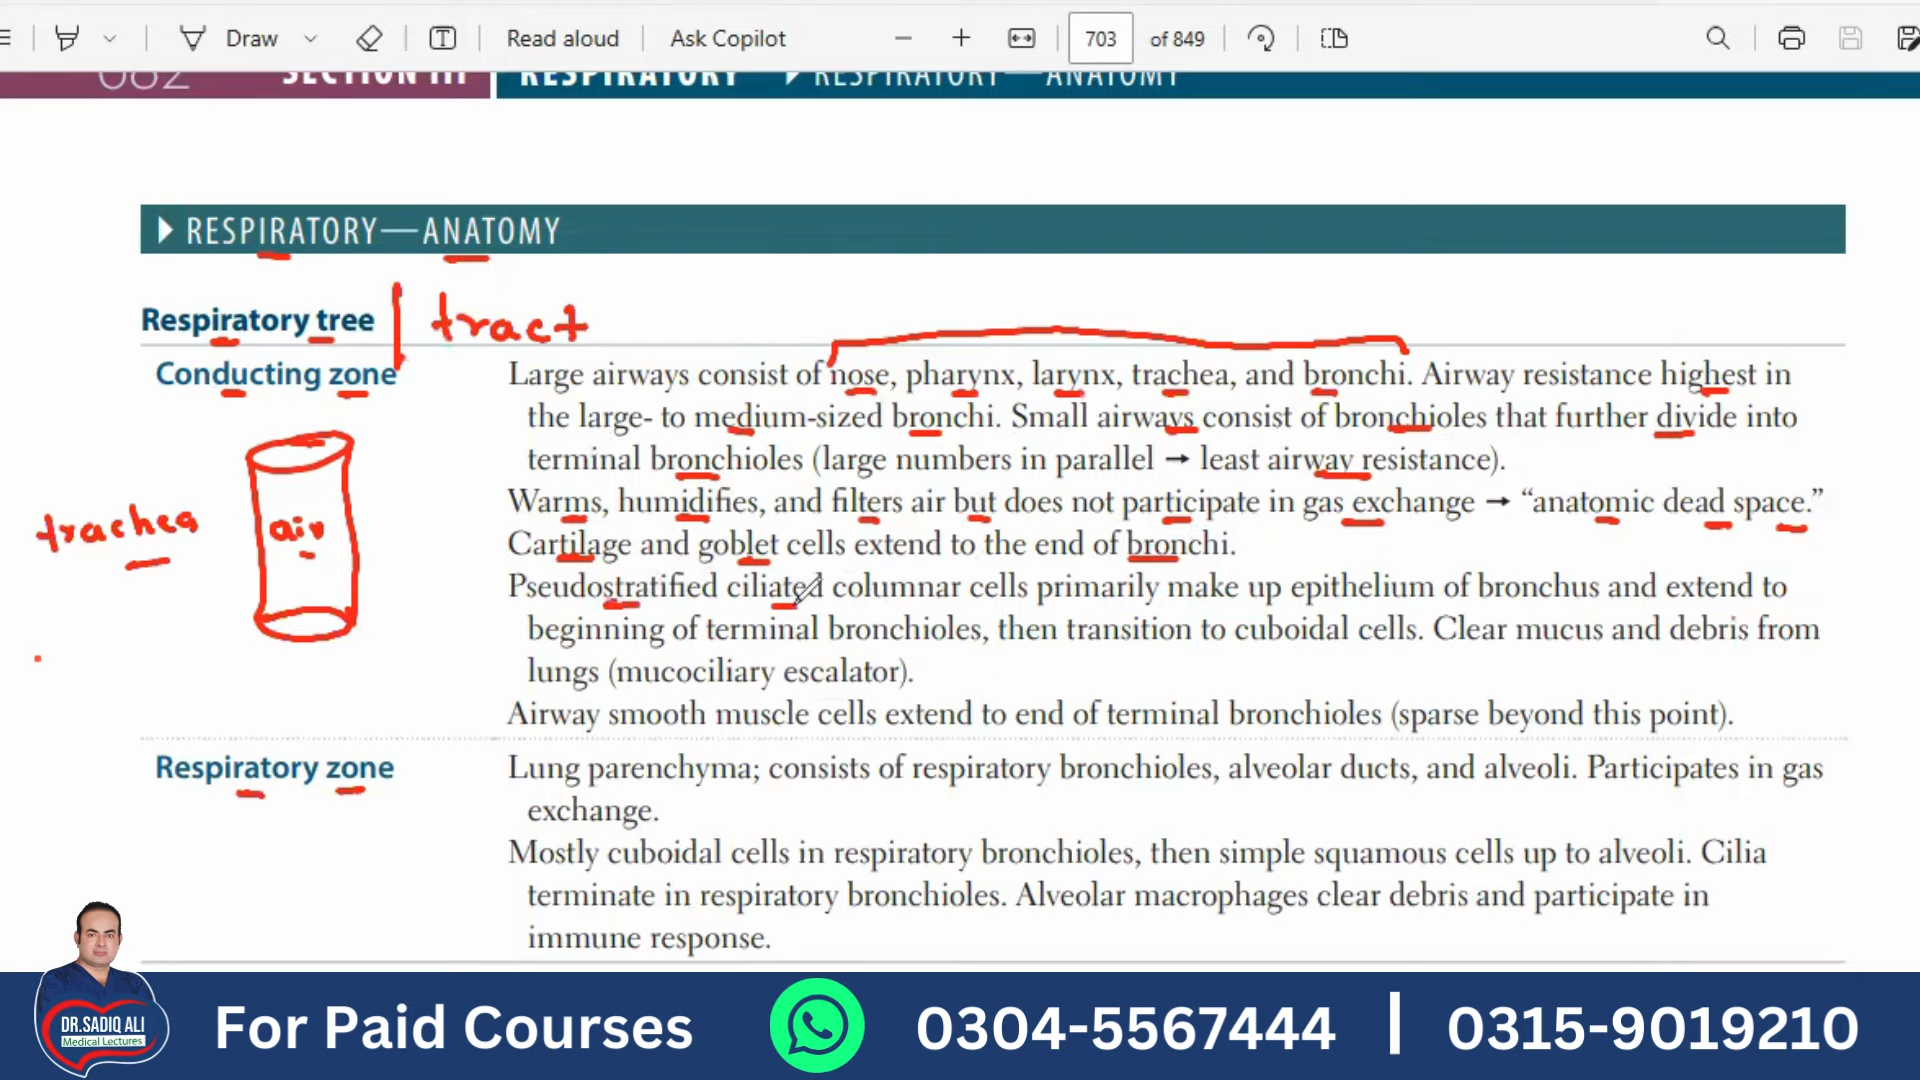 Draw
Read aloud
Ask Copilot
703
of 849
682
SECTION III
RESPIRATORY
RESPIRATORY—ANATOMY
RESPIRATORY—ANATOMY
Respiratory tree
tract
Conducting zone
Large airways consist of nose, pharynx, larynx, trachea, and bronchi. Airway resistance highest in
the large- to medium-sized bronchi. Small airways consist of bronchioles that further divide into
terminal bronchioles (large numbers in parallel → least airway resistance).
Warms, humidifies, and filters air but does not participate in gas exchange → “anatomic dead space.”
Cartilage and goblet cells extend to the end of bronchi.
Pseudostratified ciliated columnar cells primarily make up epithelium of bronchus and extend to
beginning of terminal bronchioles, then transition to cuboidal cells. Clear mucus and debris from
lungs (mucociliary escalator).
Airway smooth muscle cells extend to end of terminal bronchioles (sparse beyond this point).
trachea
air
Respiratory zone
Lung parenchyma; consists of respiratory bronchioles, alveolar ducts, and alveoli. Participates in gas
exchange.
Mostly cuboidal cells in respiratory bronchioles, then simple squamous cells up to alveoli. Cilia
terminate in respiratory bronchioles. Alveolar macrophages clear debris and participate in
immune response.
DR.SADIQ ALI
Medical Lectures
For Paid Courses
0304-5567444 | 0315-9019210